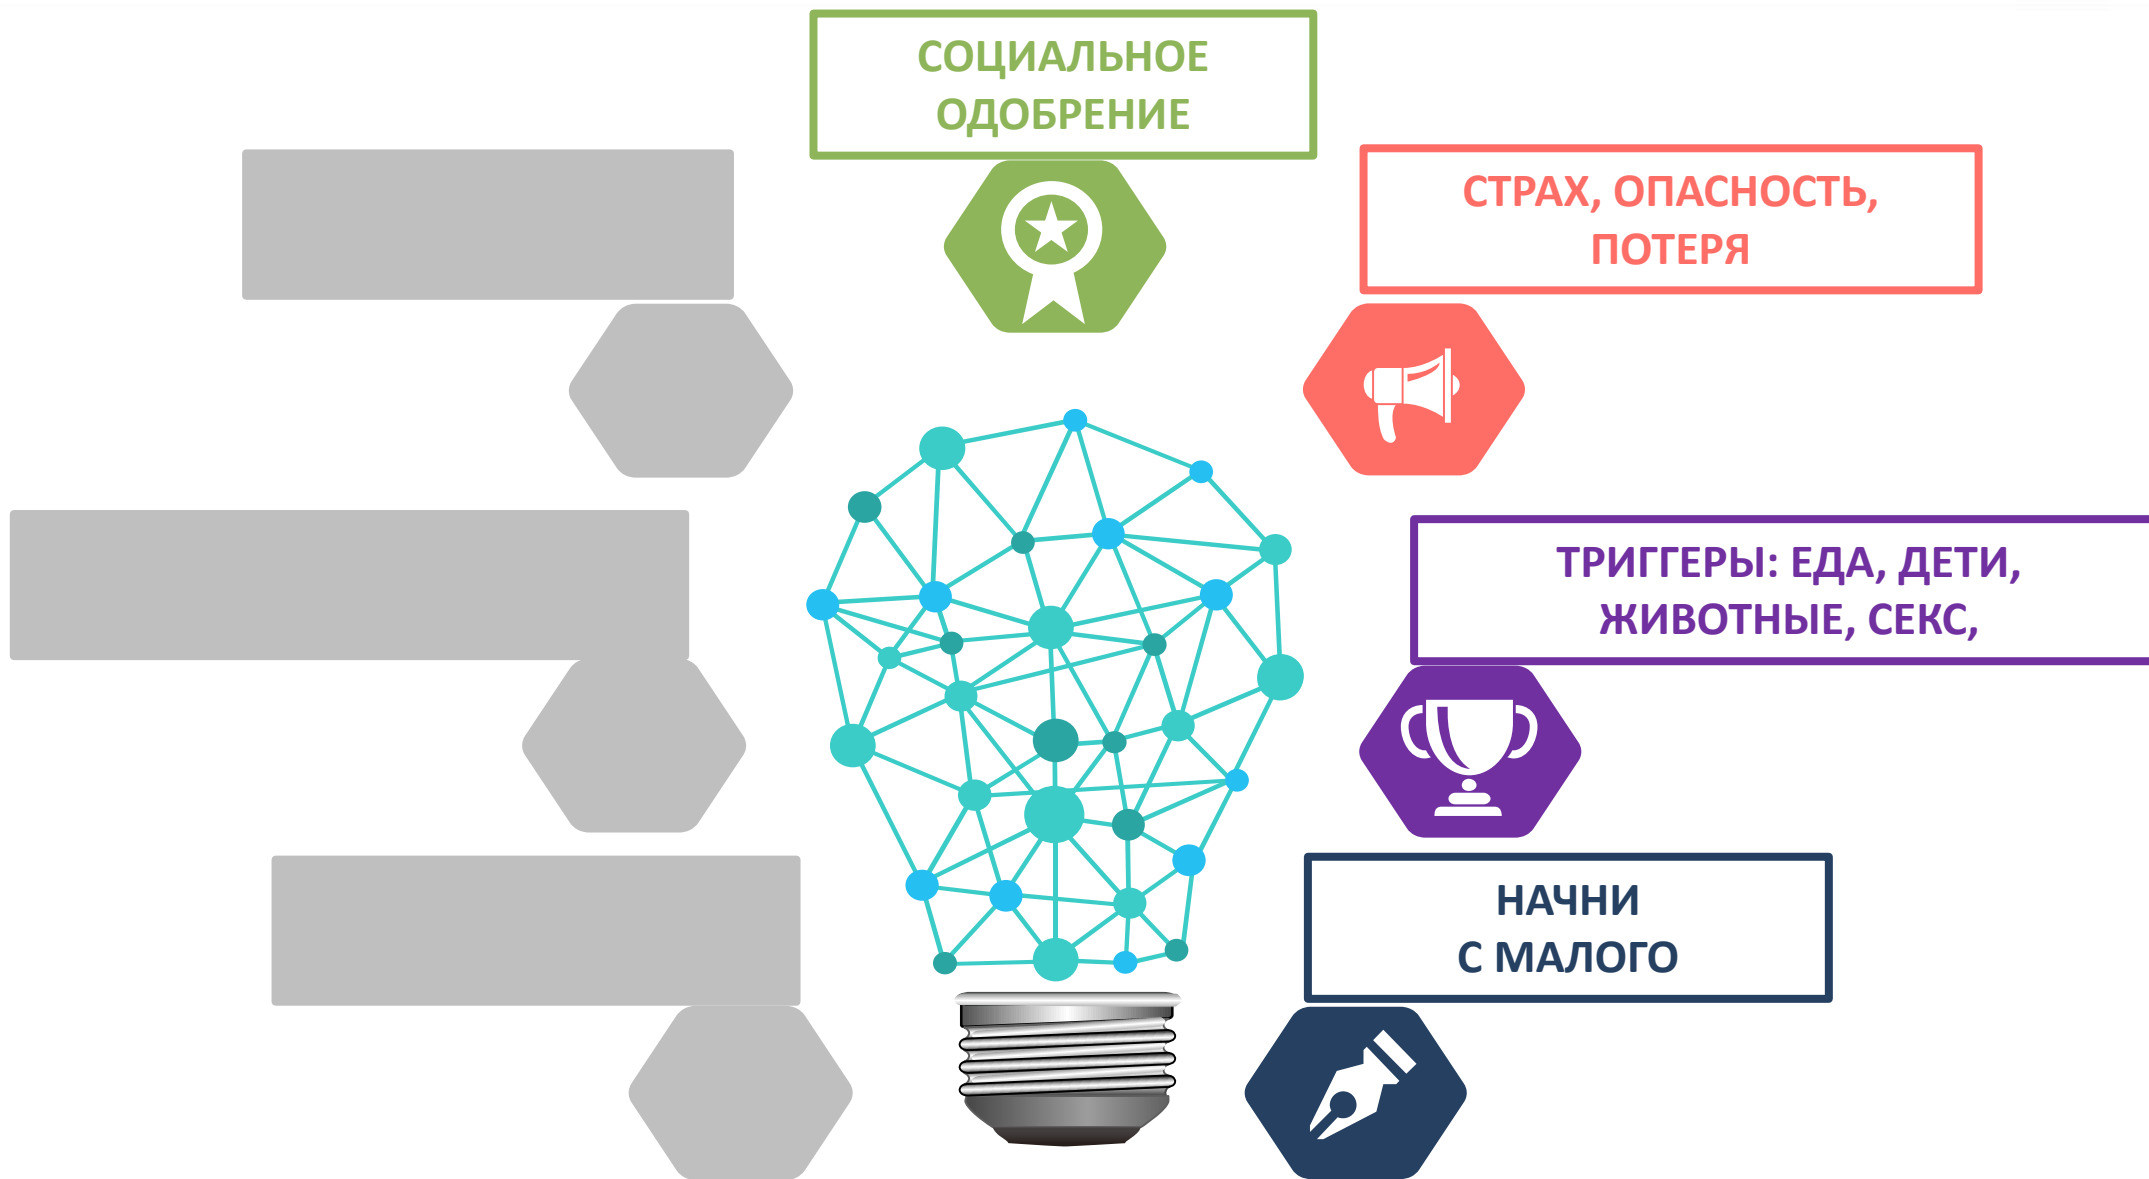 СОЦИАЛЬНОЕ
ОДОБРЕНИЕ
СТРАХ, ОПАСНОСТЬ,
ПОТЕРЯ
ТРИГГЕРЫ: ЕДА, ДЕТИ,
ЖИВОТНЫЕ, СЕКС,
НАЧНИ
С МАЛОГО